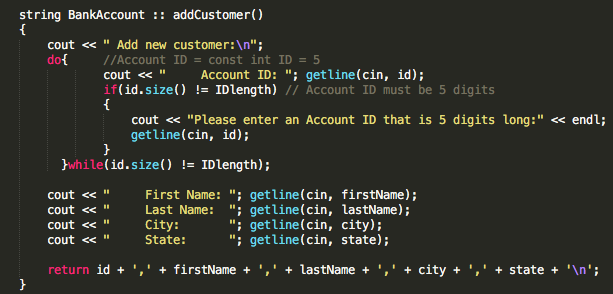 string BankAccount :: addCustomer()
{
    cout << " Add new customer:\n";
    do{     //Account ID = const int ID = 5
            cout << "     Account ID: "; getline(cin, id);
            if(id.size() != IDlength) // Account ID must be 5 digits
            {
                cout << "Please enter an Account ID that is 5 digits long:" << endl;
                getline(cin, id);
            }
      }while(id.size() != IDlength);

    cout << "     First Name: "; getline(cin, firstName);
    cout << "     Last Name:  "; getline(cin, lastName);
    cout << "     City:       "; getline(cin, city);
    cout << "     State:      "; getline(cin, state);

    return id + ',' + firstName + ',' + lastName + ',' + city + ',' + state + '\n';
}